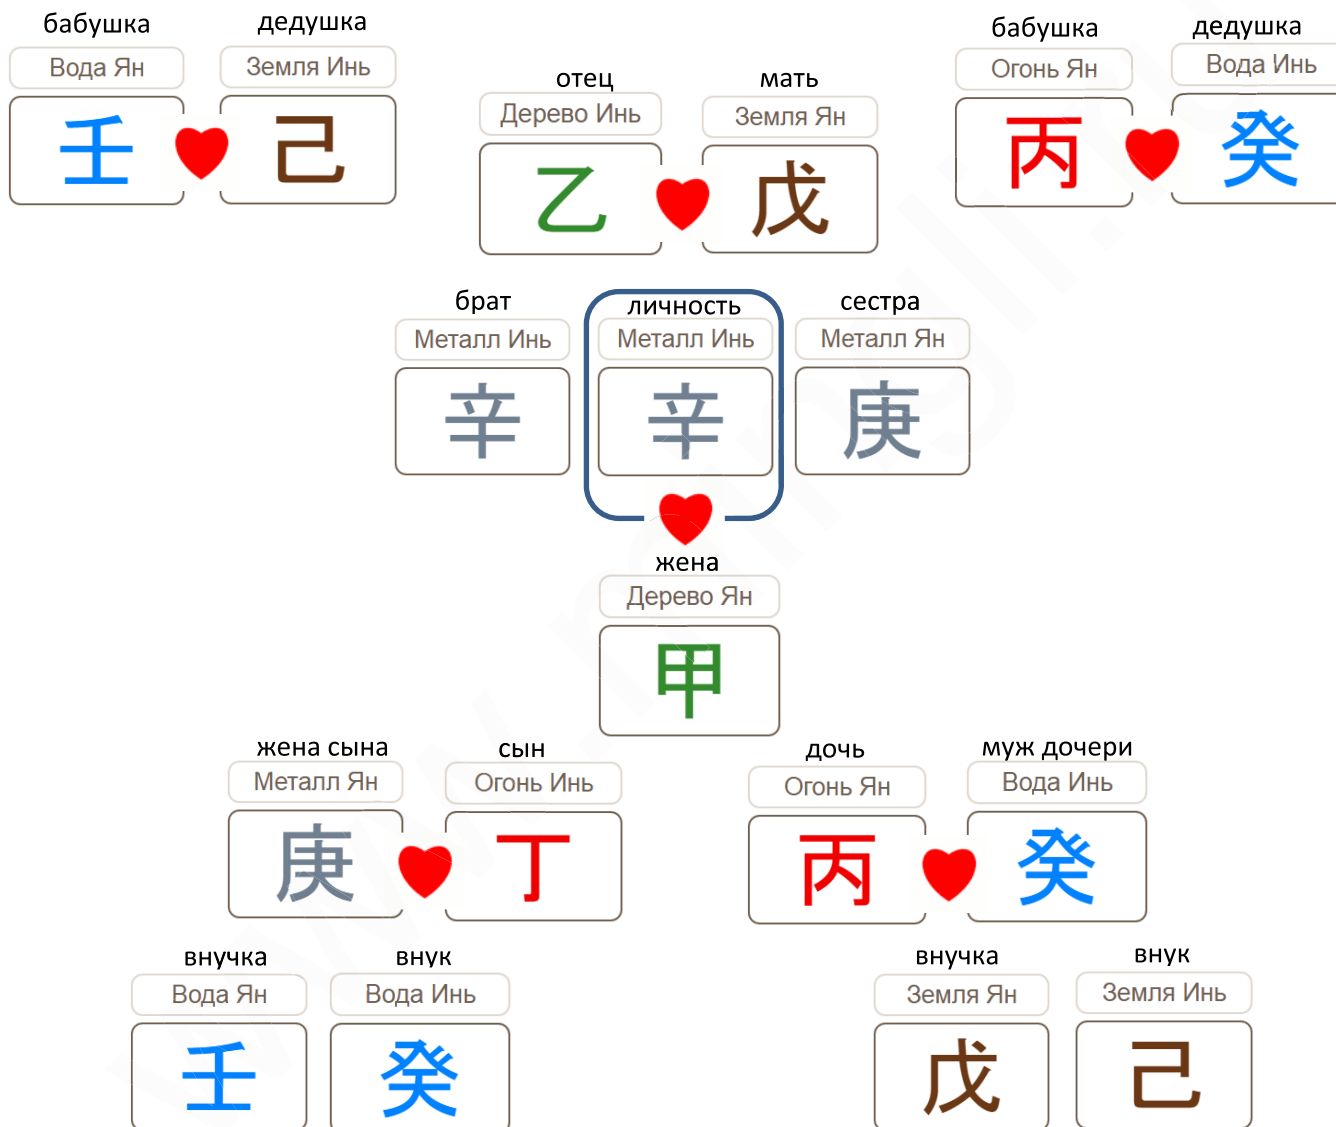 бабушка дедушка
Вода Ян Земля Инь
壬 己
отец мать
Дерево Инь Земля Ян
乙 戊
бабушка дедушка
Огонь Ян Вода Инь
丙 癸
брат личность сестра
Металл Инь Металл Инь Металл Ян
辛 辛 庚
жена
Дерево Ян
甲
жена сына сын
Металл Ян Огонь Инь
庚 丁
дочь муж дочери
Огонь Ян Вода Инь
丙 癸
внучка внук
Вода Ян Вода Инь
壬 癸
внучка внук
Земля Ян Земля Инь
戊 己